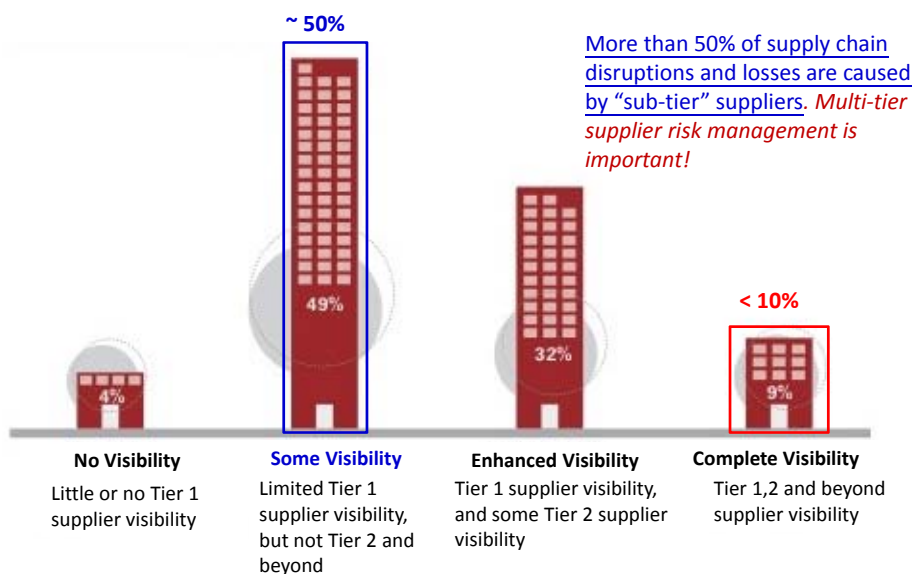 ~ 50%
More than 50% of supply chain
disruptions and losses are caused
by “sub-tier” suppliers. Multi-tier
supplier risk management is
important!
49%
< 10%
32%
4%
9%
No Visibility
Little or no Tier 1
supplier visibility
Some Visibility
Limited Tier 1
supplier visibility,
but not Tier 2 and
beyond
Enhanced Visibility
Tier 1 supplier visibility,
and some Tier 2 supplier
visibility
Complete Visibility
Tier 1,2 and beyond
supplier visibility